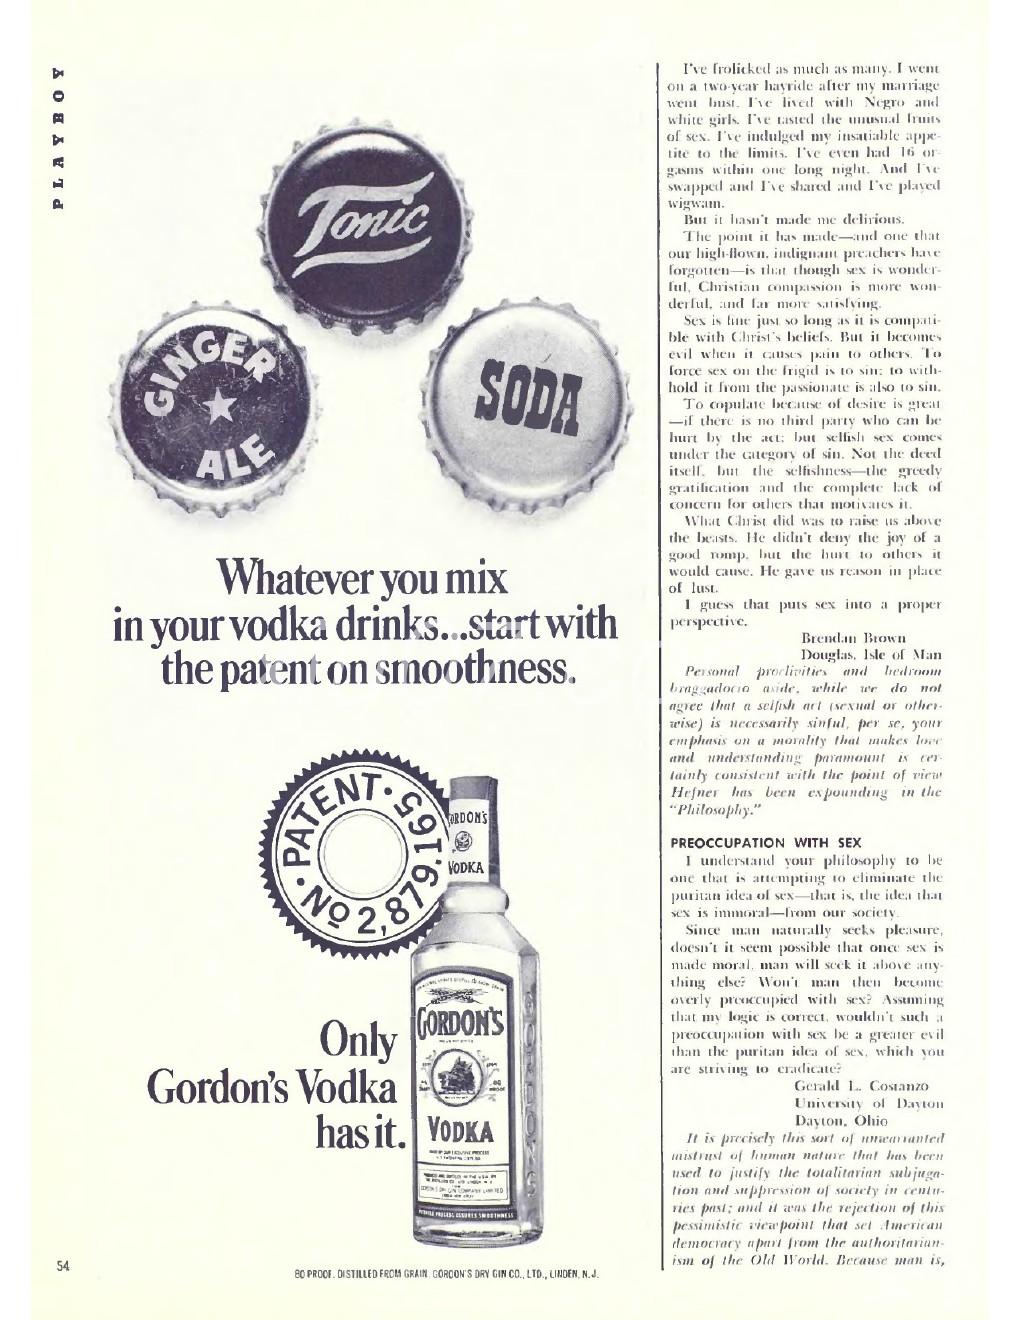 PLAYBOY
Tonic
GINGER
ALE
SODA
Whatever you mix
in your vodka drinks...start with
the patent on smoothness.
PATENT · No 2,879,165 ·
GORDON'S
VODKA
GORDON'S
VODKA
GORDON'S
Only
Gordon's Vodka
has it.
80 PROOF. DISTILLED FROM GRAIN. GORDON'S DRY GIN CO., LTD., LINDEN, N. J.
54
I've frolicked as much as many. I went
on a two-year hayride after my marriage
went bust. I've lived with Negro and
white girls. I've tasted the unusual fruits
of sex. I've indulged my insatiable appe-
tite to the limits. I've even had 16 or-
gasms within one long night. And I've
swapped and I've shared and I've played
wigwam.
But it hasn't made me delirious.
The point it has made—and one that
our high-flown, indignant preachers have
forgotten—is that though sex is wonder-
ful, Christian compassion is more won-
derful, and far more satisfying.
Sex is fine just so long as it is compati-
ble with Christ's beliefs. But it becomes
evil when it causes pain to others. To
force sex on the frigid is to sin; to with-
hold it from the passionate is also to sin.
To copulate because of desire is great
—if there is no third party who can be
hurt by the act; but selfish sex comes
under the category of sin. Not the deed
itself, but the selfishness—the greedy
gratification and the complete lack of
concern for others that motivates it.
What Christ did was to raise us above
the beasts. He didn't deny the joy of a
good romp, but the hurt to others it
would cause. He gave us reason in place
of lust.
I guess that puts sex into a proper
perspective.
Brendan Brown
Douglas, Isle of Man
Personal proclivities and bedroom
braggadocio aside, while we do not
agree that a selfish act (sexual or other-
wise) is necessarily sinful, per se, your
emphasis on a morality that makes love
and understanding paramount is cer-
tainly consistent with the point of view
Hefner has been expounding in the
"Philosophy."
PREOCCUPATION WITH SEX
I understand your philosophy to be
one that is attempting to eliminate the
puritan idea of sex—that is, the idea that
sex is immoral—from our society.
Since man naturally seeks pleasure,
doesn't it seem possible that once sex is
made moral, man will seek it above any-
thing else? Won't man then become
overly preoccupied with sex? Assuming
that my logic is correct, wouldn't such a
preoccupation with sex be a greater evil
than the puritan idea of sex, which you
are striving to eradicate?
Gerald L. Costanzo
University of Dayton
Dayton, Ohio
It is precisely this sort of unwarranted
mistrust of human nature that has been
used to justify the totalitarian subjuga-
tion and suppression of society in centu-
ries past; and it was the rejection of this
pessimistic viewpoint that set American
democracy apart from the authoritarian-
ism of the Old World. Because man is,